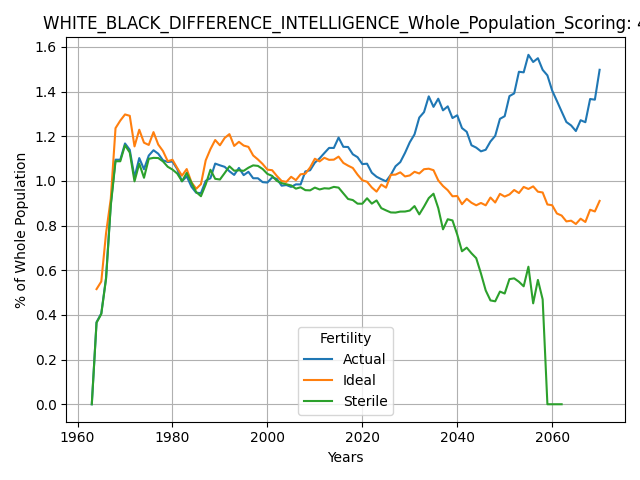 WHITE_BLACK_DIFFERENCE_INTELLIGENCE_Whole_Population_Scoring:
1.6
1.4
1.2
1.0
0.8
0.6
0.4
0.2
0.0
% of Whole Population
Fertility
Actual
Ideal
Sterile
1960 1980 2000 2020 2040 2060
Years